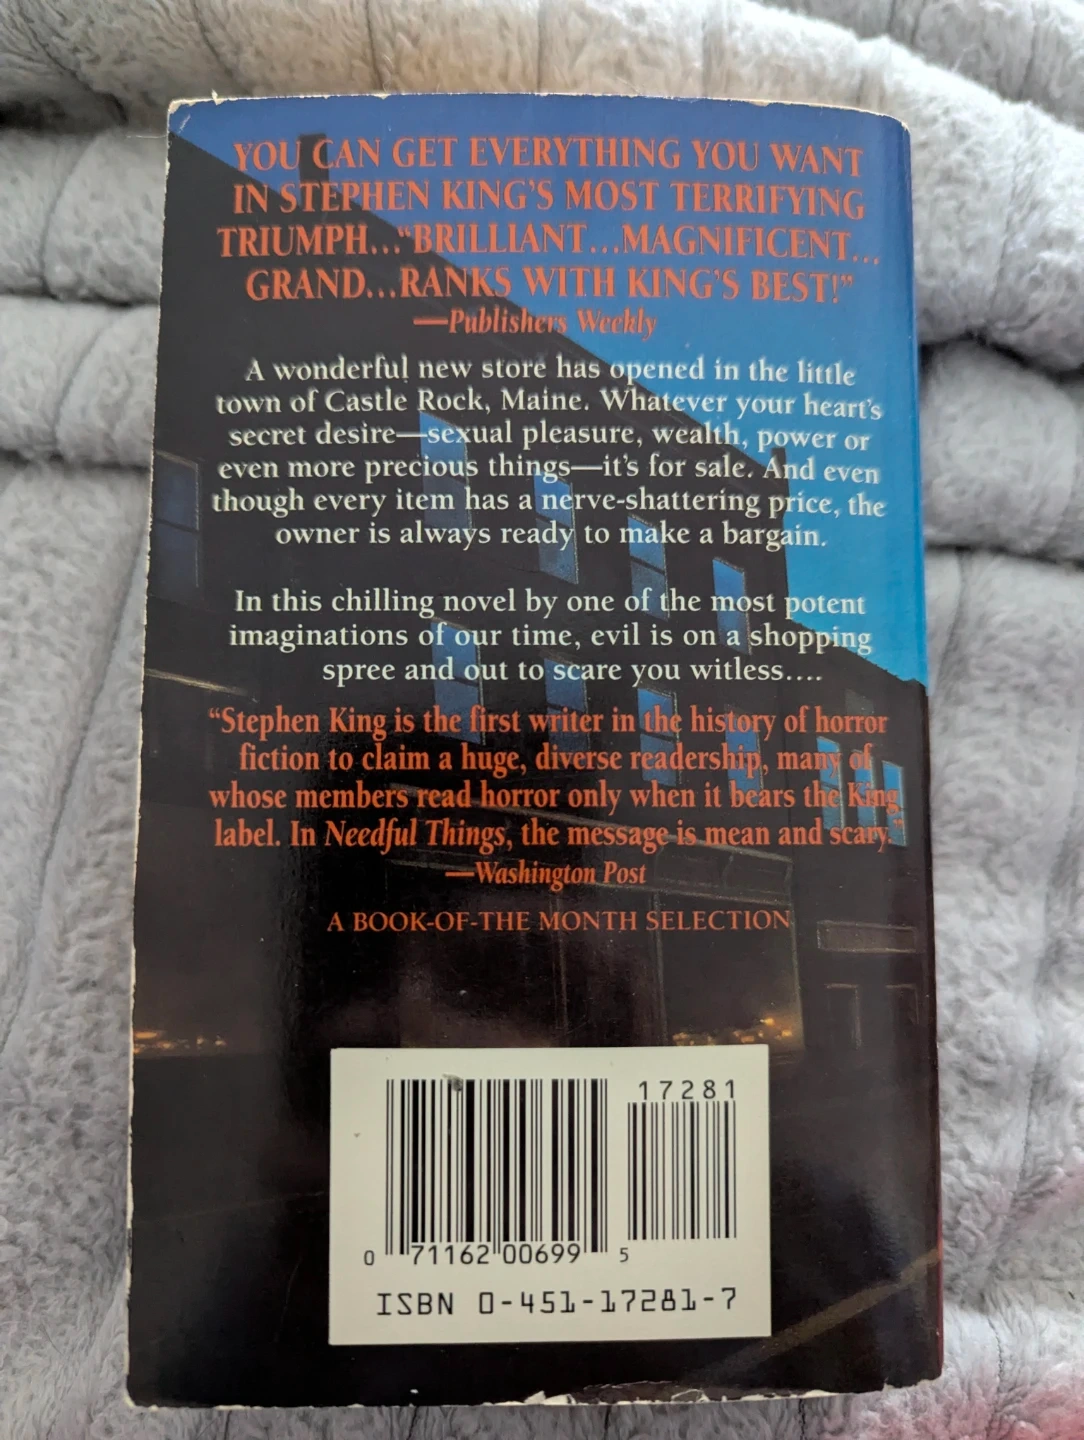 YOU CAN GET EVERYTHING YOU WANT
IN STEPHEN KING'S MOST TERRIFYING
TRIUMPH..."BRILLIANT...MAGNIFICENT...
GRAND...RANKS WITH KING'S BEST!"
—Publishers Weekly
A wonderful new store has opened in the little
town of Castle Rock, Maine. Whatever your heart's
secret desire—sexual pleasure, wealth, power or
even more precious things—it's for sale. And even
though every item has a nerve-shattering price, the
owner is always ready to make a bargain.
In this chilling novel by one of the most potent
imaginations of our time, evil is on a shopping
spree and out to scare you witless....
"Stephen King is the first writer in the history of horror
fiction to claim a huge, diverse readership, many of
whose members read horror only when it bears the King
label. In Needful Things, the message is mean and scary."
—Washington Post
A BOOK-OF-THE MONTH SELECTION
17281
0 71162 00699 5
ISBN 0-451-17281-7